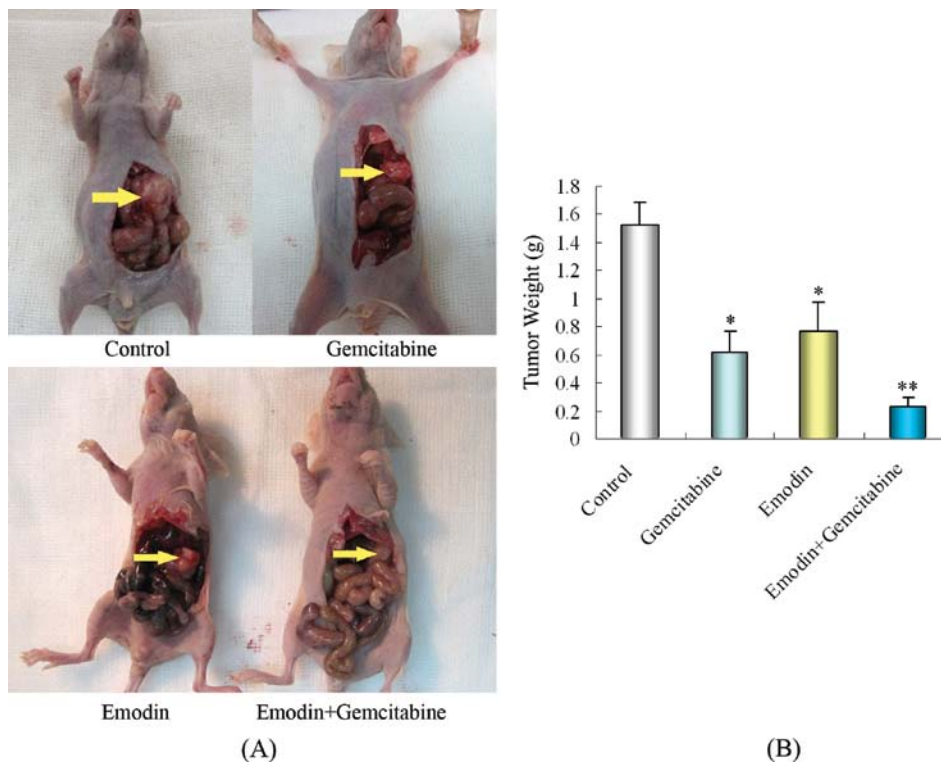 Control Gemcitabine
Emodin Emodin+Gemcitabine
(A)
Tumor Weight (g)
1.8
1.6
1.4
1.2
1
0.8
0.6
0.4
0.2
0
* * **
Control
Gemcitabine
Emodin
Emodin+Gemcitabine
(B)